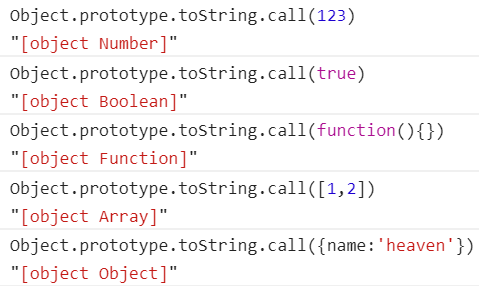 Object.prototype.toString.call(123)
"[object Number]"
Object.prototype.toString.call(true)
"[object Boolean]"
Object.prototype.toString.call(function(){})
"[object Function]"
Object.prototype.toString.call([1,2])
"[object Array]"
Object.prototype.toString.call({name:'heaven'})
"[object Object]"